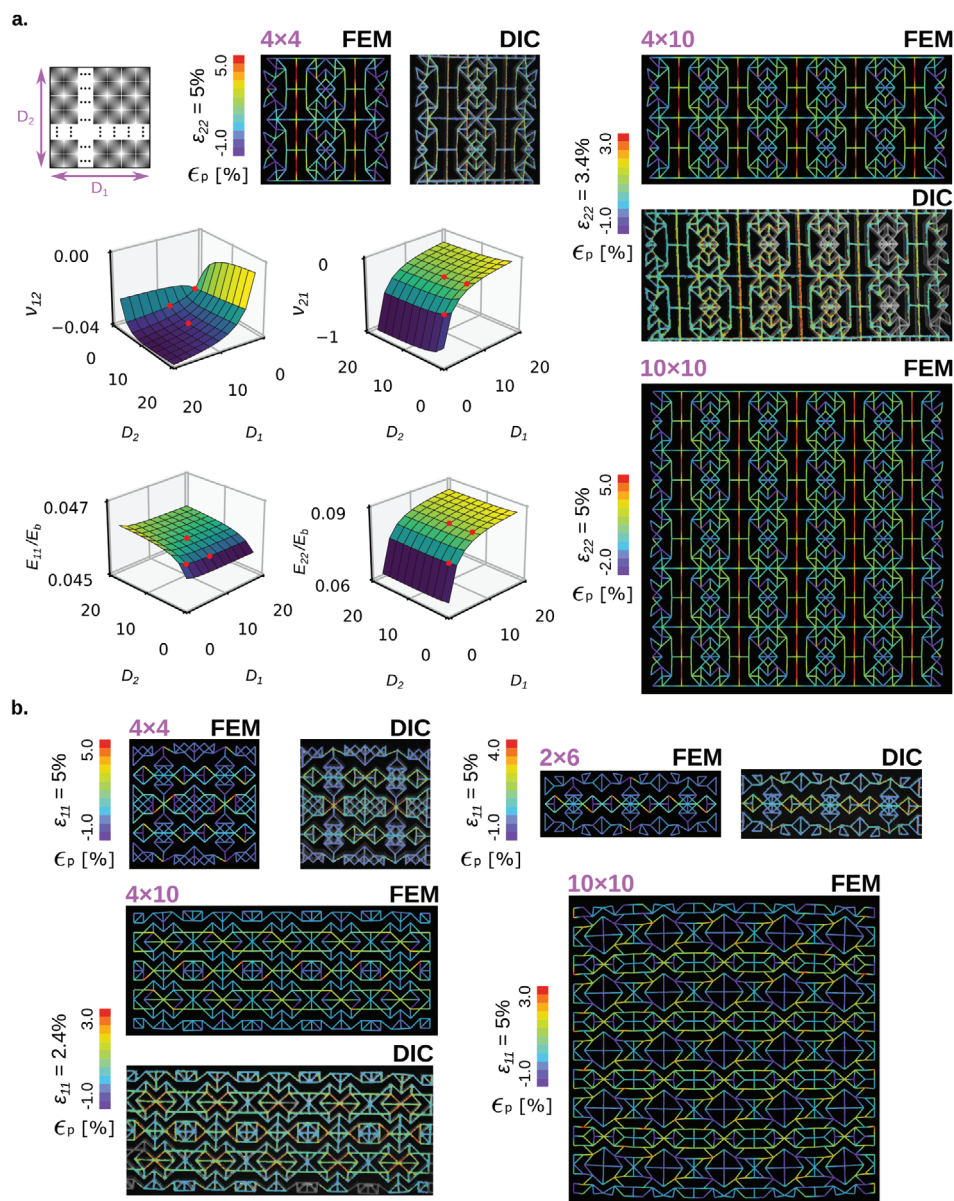 a.
4×4 FEM DIC
ε22 = 5%
5.0
-1.0
ϵp [%]
D2
D1
4×10 FEM
DIC
ε22 = 3.4%
3.0
-1.0
ϵp [%]
0.00
ν12
−0.04
0
10
20
20
10
0
D2
D1
0
ν21
−1
20
10
0
0
10
20
D2
D1
10×10 FEM
ε22 = 5%
5.0
-2.0
ϵp [%]
0.047
E11/Eb
0.045
20
10
0
0
10
20
D2
D1
0.09
E22/Eb
0.06
20
10
0
0
10
20
D2
D1
b.
4×4 FEM DIC
ε11 = 5%
5.0
-1.0
ϵp [%]
2×6 FEM DIC
ε11 = 5%
4.0
-1.0
ϵp [%]
4×10 FEM
DIC
ε11 = 2.4%
3.0
-1.0
ϵp [%]
10×10 FEM
ε11 = 5%
3.0
-1.0
ϵp [%]